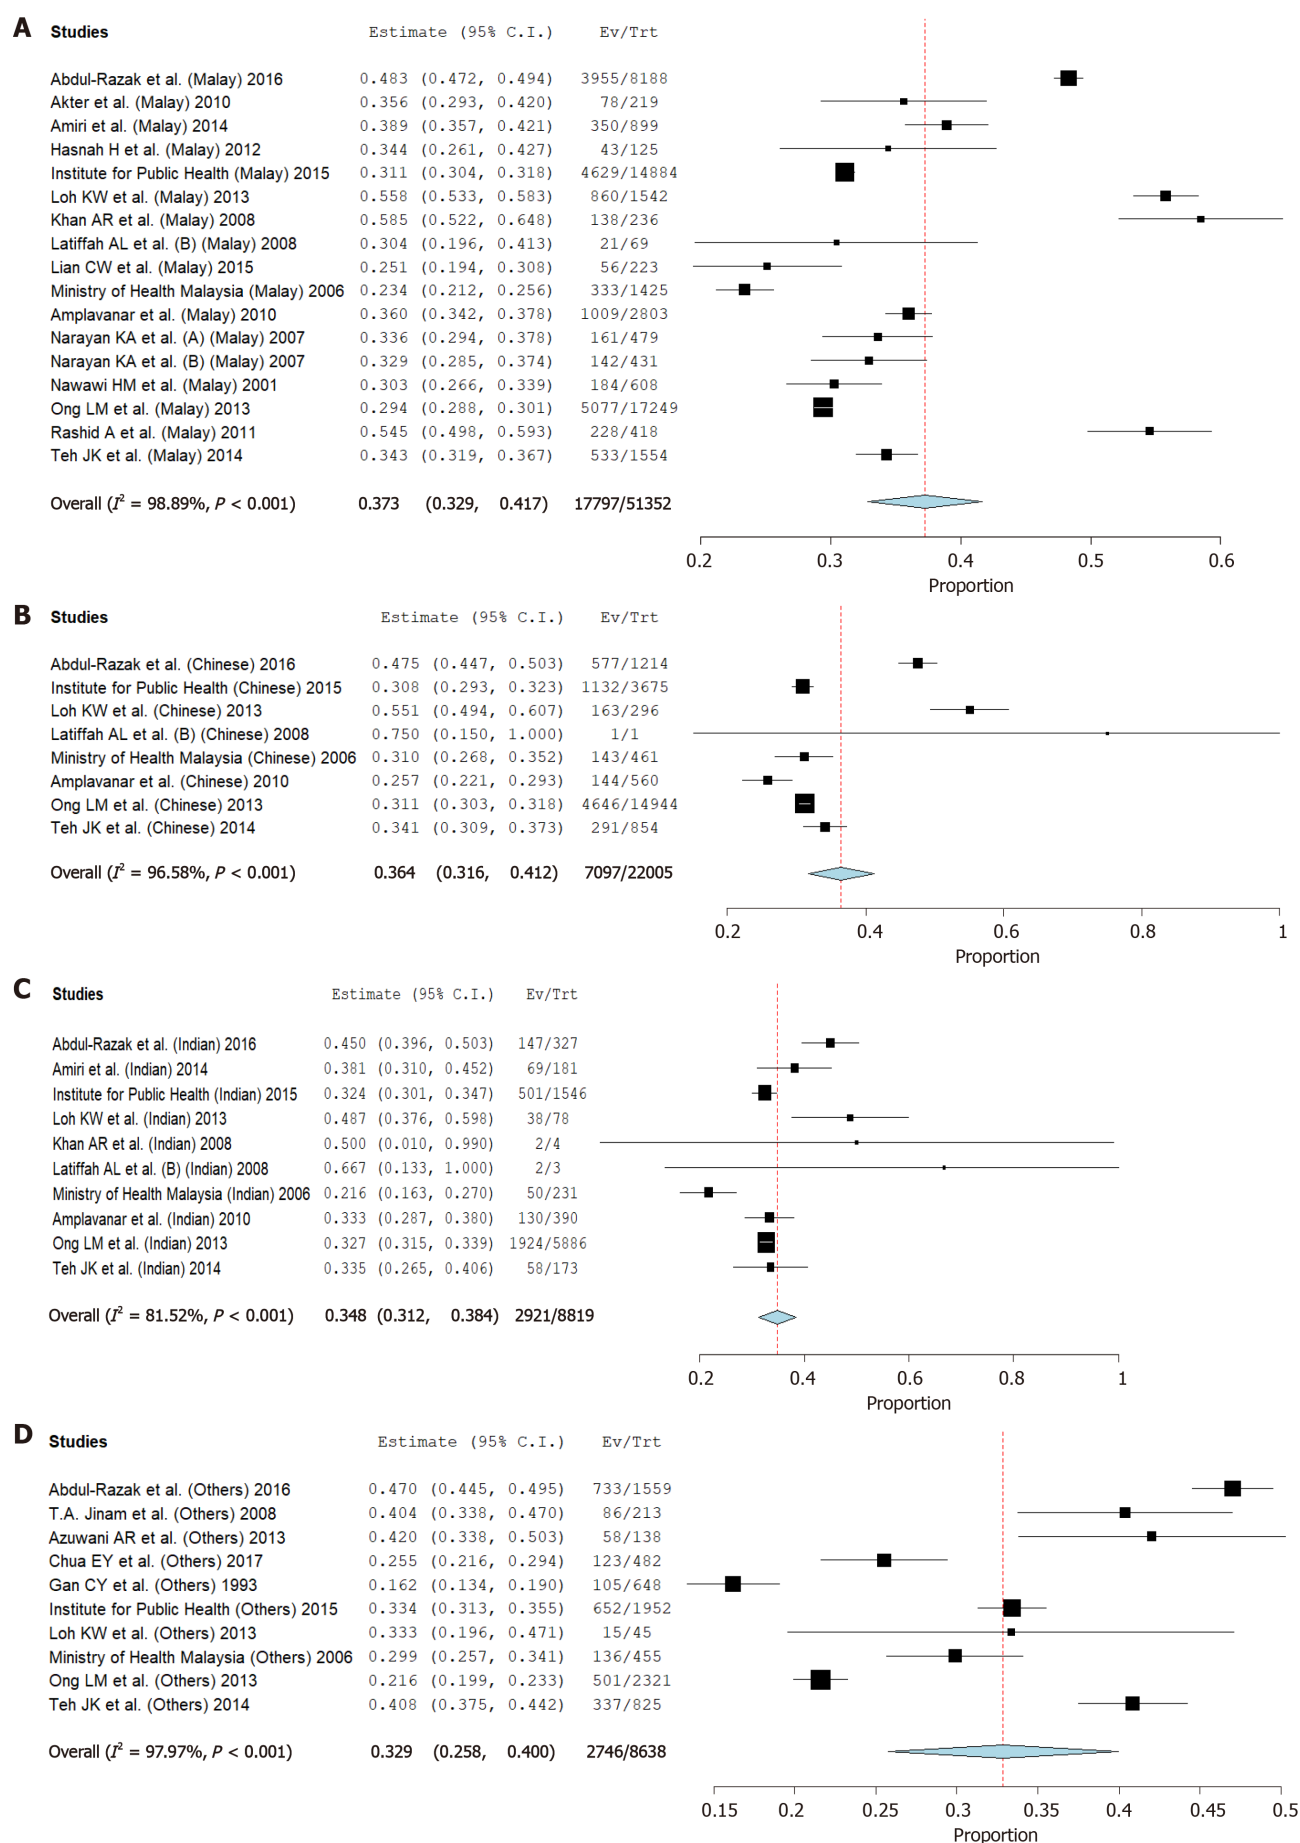 A Studies Estimate (95% C.I.) Ev/Trt
Abdul-Razak et al. (Malay) 2016 0.483 (0.472, 0.494) 3955/8188
Akter et al. (Malay) 2010 0.356 (0.293, 0.420) 78/219
Amiri et al. (Malay) 2014 0.389 (0.357, 0.421) 350/899
Hasnah H et al. (Malay) 2012 0.344 (0.261, 0.427) 43/125
Institute for Public Health (Malay) 2015 0.311 (0.304, 0.318) 4629/14884
Loh KW et al. (Malay) 2013 0.558 (0.533, 0.583) 860/1542
Khan AR et al. (Malay) 2008 0.585 (0.522, 0.648) 138/236
Latiffah AL et al. (B) (Malay) 2008 0.304 (0.196, 0.413) 21/69
Lian CW et al. (Malay) 2015 0.251 (0.194, 0.308) 56/223
Ministry of Health Malaysia (Malay) 2006 0.234 (0.212, 0.256) 333/1425
Amplavanar et al. (Malay) 2010 0.360 (0.342, 0.378) 1009/2803
Narayan KA et al. (A) (Malay) 2007 0.336 (0.294, 0.378) 161/479
Narayan KA et al. (B) (Malay) 2007 0.329 (0.285, 0.374) 142/431
Nawawi HM et al. (Malay) 2001 0.303 (0.266, 0.339) 184/608
Ong LM et al. (Malay) 2013 0.294 (0.288, 0.301) 5077/17249
Rashid A et al. (Malay) 2011 0.545 (0.498, 0.593) 228/418
Teh JK et al. (Malay) 2014 0.343 (0.319, 0.367) 533/1554
Overall (I² = 98.89%, P < 0.001) 0.373 (0.329, 0.417) 17797/51352
0.2 0.3 0.4 0.5 0.6
Proportion
B Studies Estimate (95% C.I.) Ev/Trt
Abdul-Razak et al. (Chinese) 2016 0.475 (0.447, 0.503) 577/1214
Institute for Public Health (Chinese) 2015 0.308 (0.293, 0.323) 1132/3675
Loh KW et al. (Chinese) 2013 0.551 (0.494, 0.607) 163/296
Latiffah AL et al. (B) (Chinese) 2008 0.750 (0.150, 1.000) 1/1
Ministry of Health Malaysia (Chinese) 2006 0.310 (0.268, 0.352) 143/461
Amplavanar et al. (Chinese) 2010 0.257 (0.221, 0.293) 144/560
Ong LM et al. (Chinese) 2013 0.311 (0.303, 0.318) 4646/14944
Teh JK et al. (Chinese) 2014 0.341 (0.309, 0.373) 291/854
Overall (I² = 96.58%, P < 0.001) 0.364 (0.316, 0.412) 7097/22005
0.2 0.4 0.6 0.8 1
Proportion
C Studies Estimate (95% C.I.) Ev/Trt
Abdul-Razak et al. (Indian) 2016 0.450 (0.396, 0.503) 147/327
Amiri et al. (Indian) 2014 0.381 (0.310, 0.452) 69/181
Institute for Public Health (Indian) 2015 0.324 (0.301, 0.347) 501/1546
Loh KW et al. (Indian) 2013 0.487 (0.376, 0.598) 38/78
Khan AR et al. (Indian) 2008 0.500 (0.010, 0.990) 2/4
Latiffah AL et al. (B) (Indian) 2008 0.667 (0.133, 1.000) 2/3
Ministry of Health Malaysia (Indian) 2006 0.216 (0.163, 0.270) 50/231
Amplavanar et al. (Indian) 2010 0.333 (0.287, 0.380) 130/390
Ong LM et al. (Indian) 2013 0.327 (0.315, 0.339) 1924/5886
Teh JK et al. (Indian) 2014 0.335 (0.265, 0.406) 58/173
Overall (I² = 81.52%, P < 0.001) 0.348 (0.312, 0.384) 2921/8819
0.2 0.4 0.6 0.8 1
Proportion
D Studies Estimate (95% C.I.) Ev/Trt
Abdul-Razak et al. (Others) 2016 0.470 (0.445, 0.495) 733/1559
T.A. Jinam et al. (Others) 2008 0.404 (0.338, 0.470) 86/213
Azuwani AR et al. (Others) 2013 0.420 (0.338, 0.503) 58/138
Chua EY et al. (Others) 2017 0.255 (0.216, 0.294) 123/482
Gan CY et al. (Others) 1993 0.162 (0.134, 0.190) 105/648
Institute for Public Health (Others) 2015 0.334 (0.313, 0.355) 652/1952
Loh KW et al. (Others) 2013 0.333 (0.196, 0.471) 15/45
Ministry of Health Malaysia (Others) 2006 0.299 (0.257, 0.341) 136/455
Ong LM et al. (Others) 2013 0.216 (0.199, 0.233) 501/2321
Teh JK et al. (Others) 2014 0.408 (0.375, 0.442) 337/825
Overall (I² = 97.97%, P < 0.001) 0.329 (0.258, 0.400) 2746/8638
0.15 0.2 0.25 0.3 0.35 0.4 0.45 0.5
Proportion